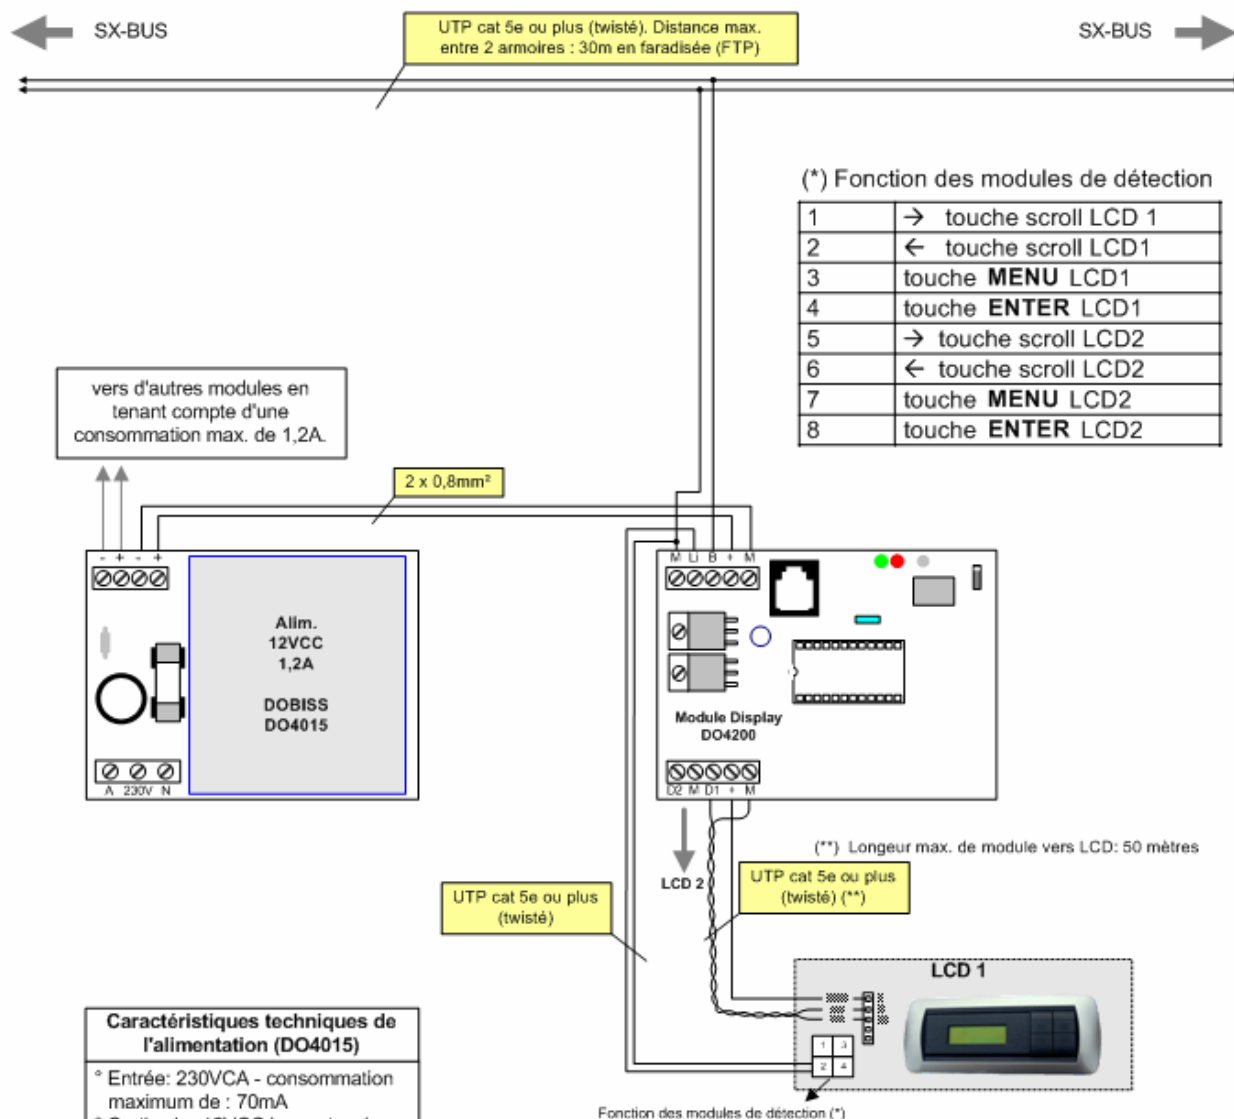 SX-BUS
UTP cat 5e ou plus (twisté). Distance max.
entre 2 armoires : 30m en faradisée (FTP)
SX-BUS
(*) Fonction des modules de détection
1 → touche scroll LCD 1
2 ← touche scroll LCD1
3 touche MENU LCD1
4 touche ENTER LCD1
5 → touche scroll LCD2
6 ← touche scroll LCD2
7 touche MENU LCD2
8 touche ENTER LCD2
vers d'autres modules en
tenant compte d'une
consommation max. de 1,2A.
2 x 0,8mm²
- + - +
M Li B + M
Alim.
12VCC
1,2A
DOBISS
DO4015
A 230V N
Module Display
DO4200
D2 M D1 + M
(**) Longeur max. de module vers LCD: 50 mètres
LCD 2
UTP cat 5e ou plus
(twisté) (**)
UTP cat 5e ou plus
(twisté)
LCD 1
1 3
2 4
Fonction des modules de détection (*)
Caractéristiques techniques de
l'alimentation (DO4015)
° Entrée: 230VCA - consommation
maximum de : 70mA